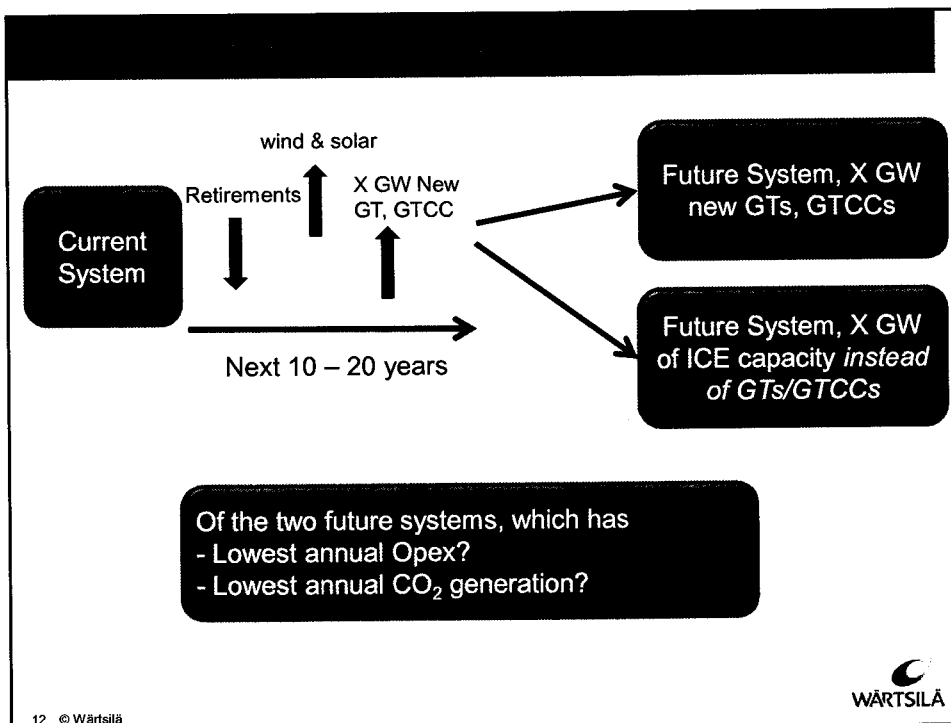 wind & solar
Retirements
X GW New
GT, GTCC
Current
System
Next 10 – 20 years
Future System, X GW
new GTs, GTCCs
Future System, X GW
of ICE capacity instead
of GTs/GTCCs
Of the two future systems, which has
- Lowest annual Opex?
- Lowest annual CO₂ generation?
WÄRTSILÄ
12 © Wärtsilä